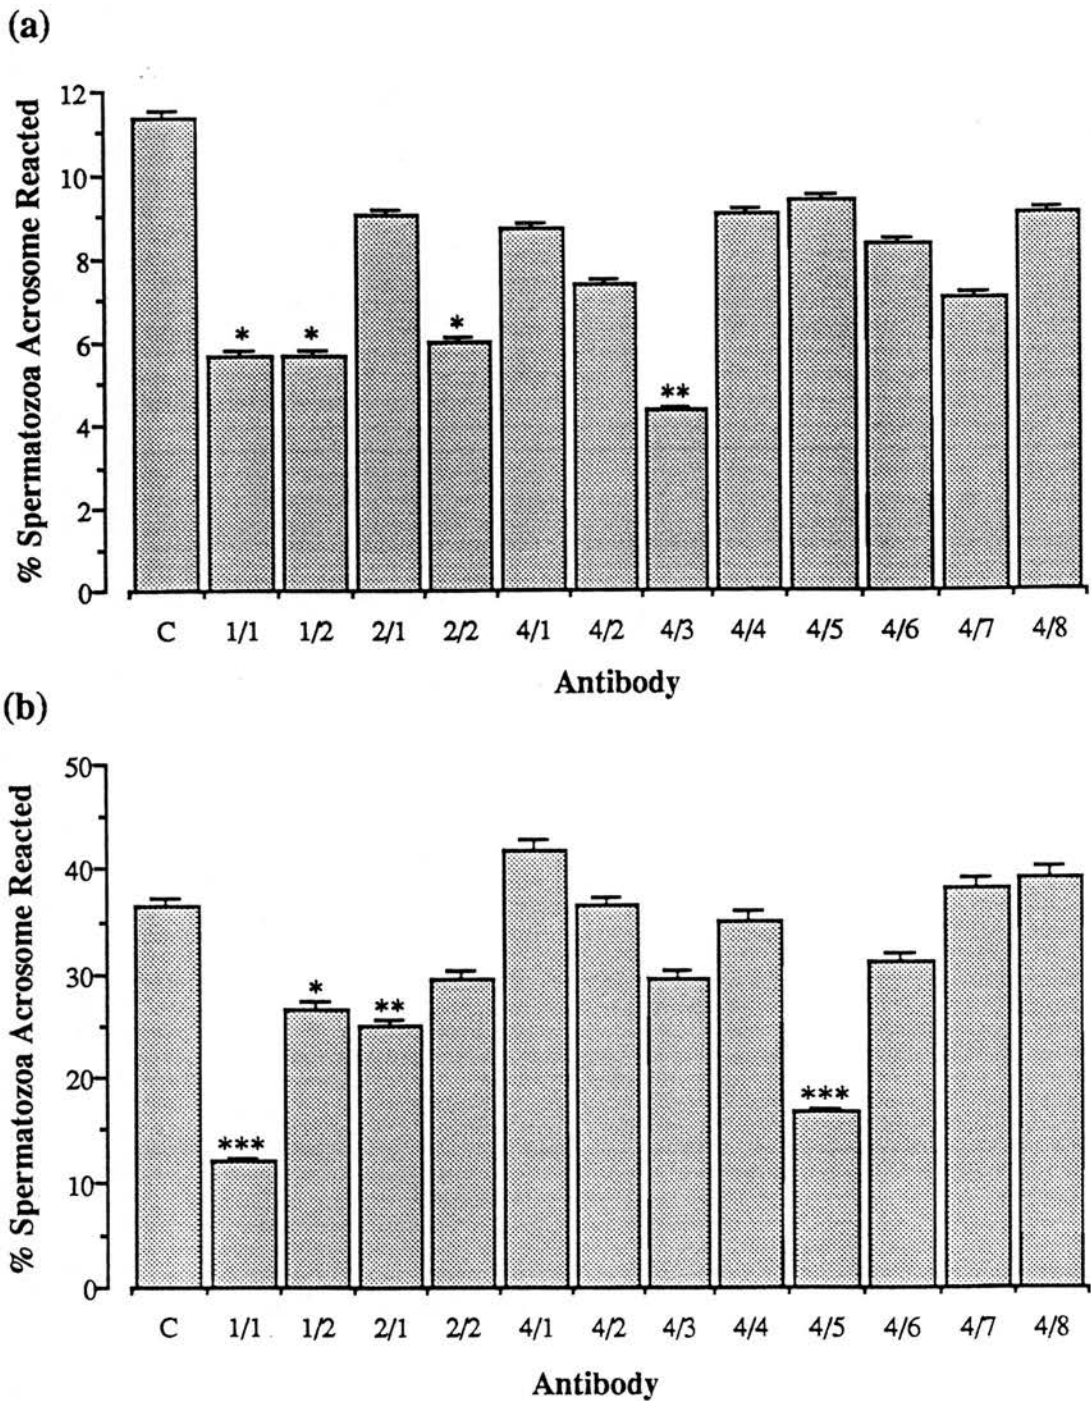 (a)
% Spermatozoa Acrosome Reacted
12
10
8
6
4
2
0
* * * **
C 1/1 1/2 2/1 2/2 4/1 4/2 4/3 4/4 4/5 4/6 4/7 4/8
Antibody
(b)
% Spermatozoa Acrosome Reacted
50
40
30
20
10
0
*** * ** ***
C 1/1 1/2 2/1 2/2 4/1 4/2 4/3 4/4 4/5 4/6 4/7 4/8
Antibody